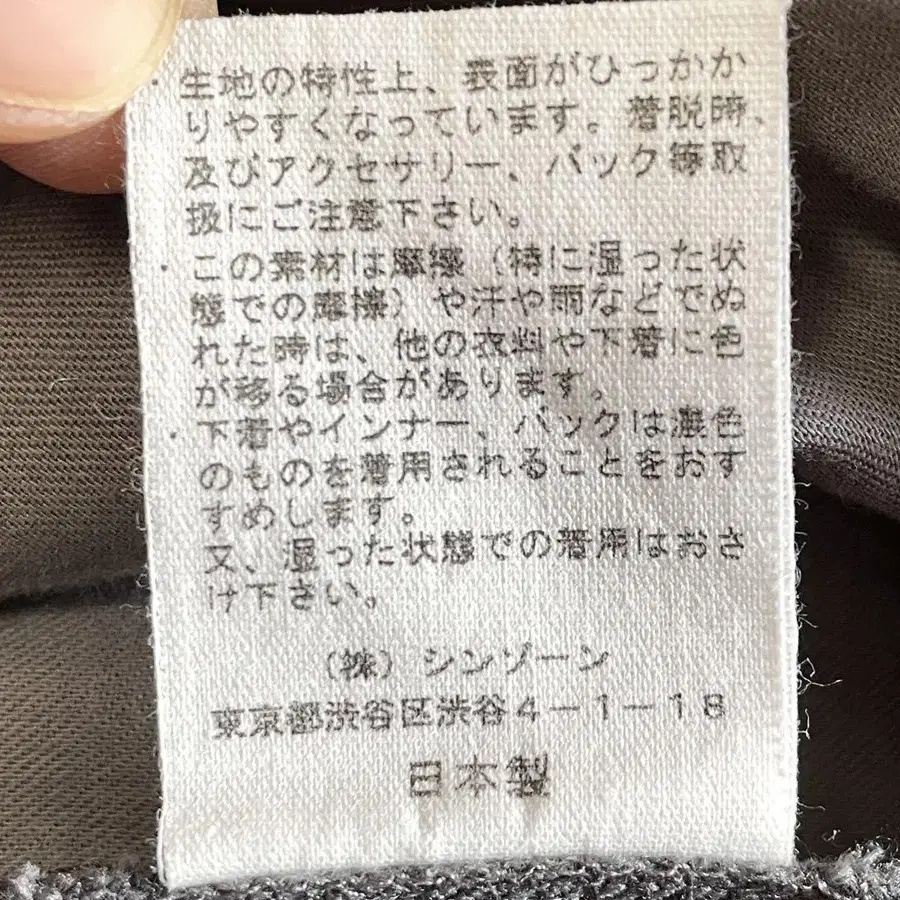 ・生地の特性上、表面がひっかか
りやすくなっています。着脱時、
及びアクセサリー、バック等取
扱にご注意下さい。
・この素材は摩擦（特に湿った状
態での摩擦）や汗や雨などでぬ
れた時は、他の衣料や下着に色
が移る場合があります。
・下着やインナー、バックは濃色
のものを着用されることをおす
すめします。
又、湿った状態での着用はおさ
け下さい。
（株）シンゾーン
東京都渋谷区渋谷4-1-18
日本製